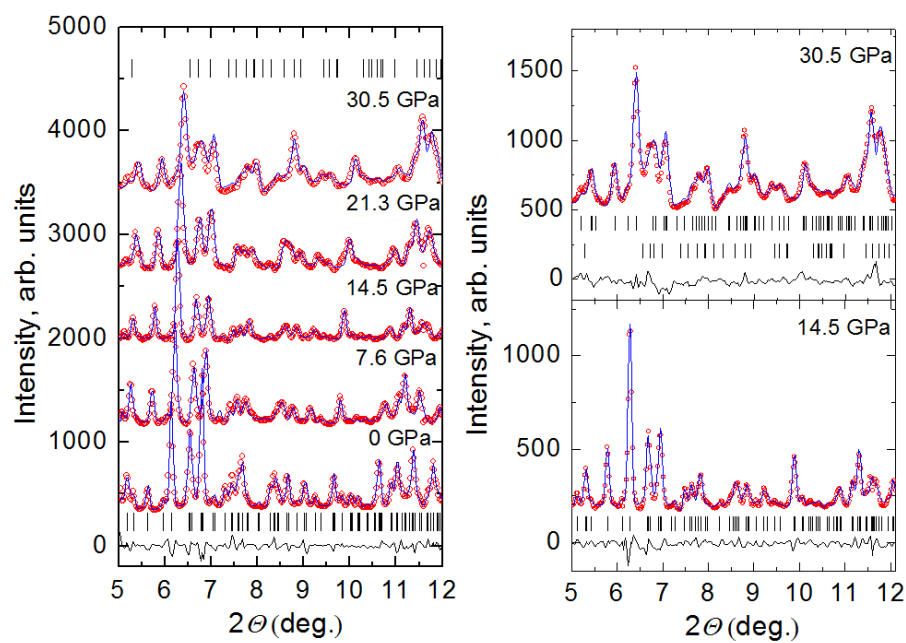 5000
4000
3000
2000
1000
0
30.5 GPa
21.3 GPa
14.5 GPa
7.6 GPa
0 GPa
5 6 7 8 9 10 11 12
2Θ (deg.)
Intensity, arb. units
1500
1000
500
0
30.5 GPa
1000
500
0
14.5 GPa
5 6 7 8 9 10 11 12
2Θ (deg.)
Intensity, arb. units